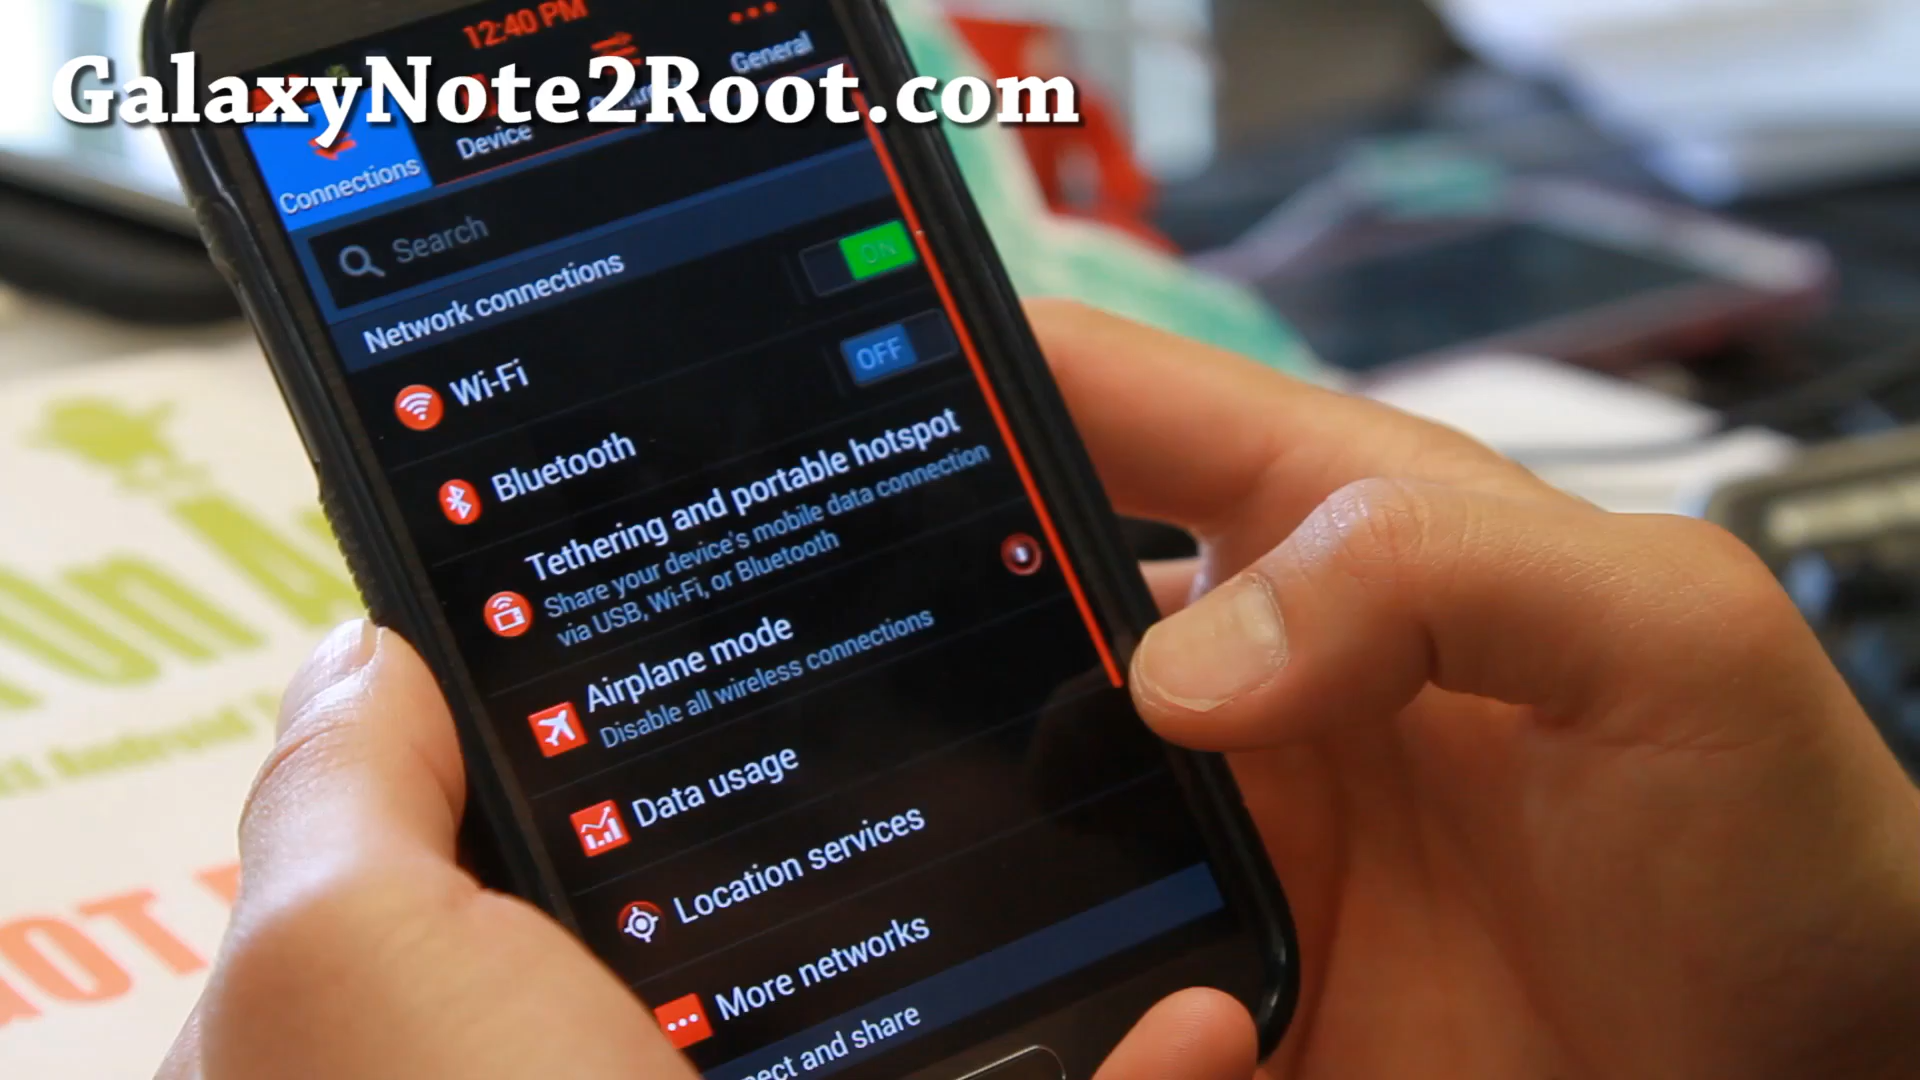 12:40 PM
GalaxyNote2Root.com
Connections
Device
General
Search
Network connections
ON
Wi-Fi
OFF
Bluetooth
Tethering and portable hotspot
Share your device's mobile data connection
via USB, Wi-Fi, or Bluetooth
Airplane mode
Disable all wireless connections
Data usage
Location services
More networks
and share